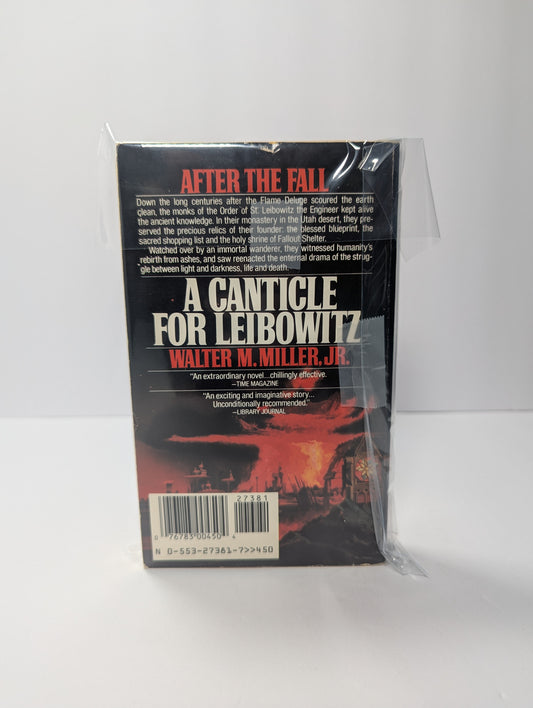 AFTER THE FALL
Down the long centuries after the Flame Deluge scoured the earth
clean, the monks of the Order of St. Leibowitz the Engineer kept alive
the ancient knowledge. In their monastery in the Utah desert, they pre-
served the precious relics of their founder: the blessed blueprint, the
sacred shopping list and the holy shrine of Fallout Shelter.
Watched over by an immortal wanderer, they witnessed humanity's
rebirth from ashes, and saw reenacted the enternal drama of the strug-
gle between light and darkness, life and death.
A CANTICLE
FOR LEIBOWITZ
WALTER M. MILLER, JR.
"An extraordinary novel...chillingly effective.
—TIME MAGAZINE
"An exciting and imaginative story...
Unconditionally recommended."
—LIBRARY JOURNAL
27381
0 76783 00450 4
N 0-553-27381-7>>450